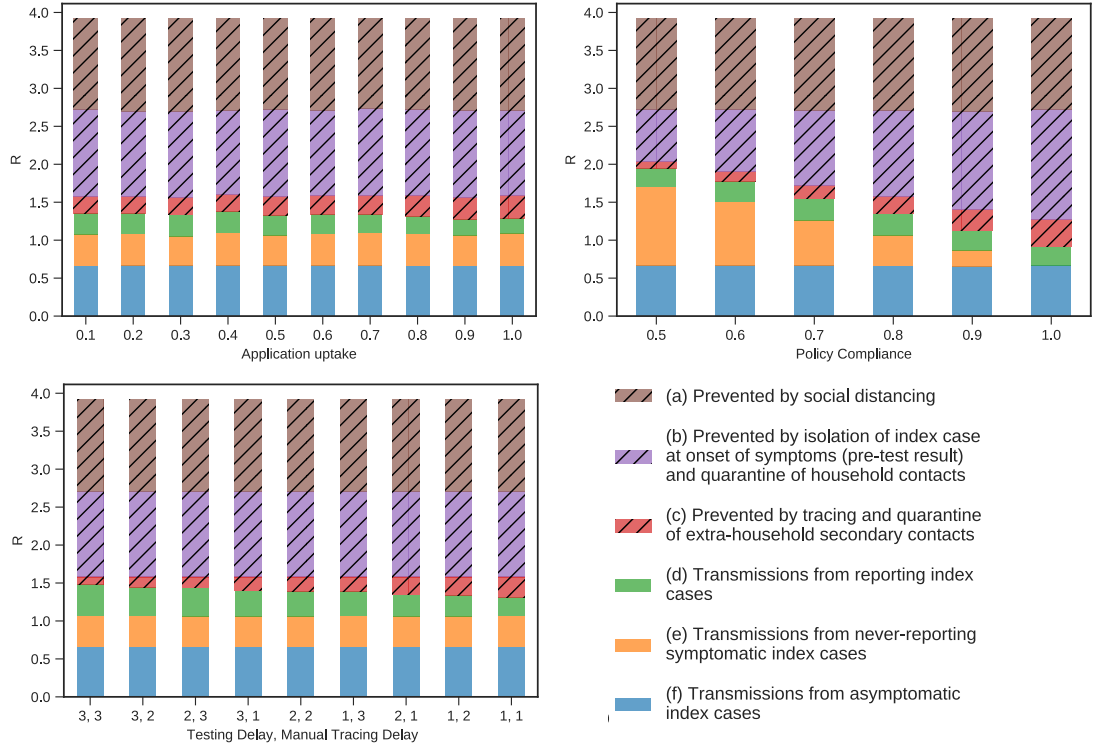 4.0
3.5
3.0
2.5
2.0
1.5
1.0
0.5
0.0
R
0.1 0.2 0.3 0.4 0.5 0.6 0.7 0.8 0.9 1.0
Application uptake
4.0
3.5
3.0
2.5
2.0
1.5
1.0
0.5
0.0
R
0.5 0.6 0.7 0.8 0.9 1.0
Policy Compliance
4.0
3.5
3.0
2.5
2.0
1.5
1.0
0.5
0.0
R
3, 3 3, 2 2, 3 3, 1 2, 2 1, 3 2, 1 1, 2 1, 1
Testing Delay, Manual Tracing Delay
(a) Prevented by social distancing
(b) Prevented by isolation of index case
at onset of symptoms (pre-test result)
and quarantine of household contacts
(c) Prevented by tracing and quarantine
of extra-household secondary contacts
(d) Transmissions from reporting index
cases
(e) Transmissions from never-reporting
symptomatic index cases
(f) Transmissions from asymptomatic
index cases